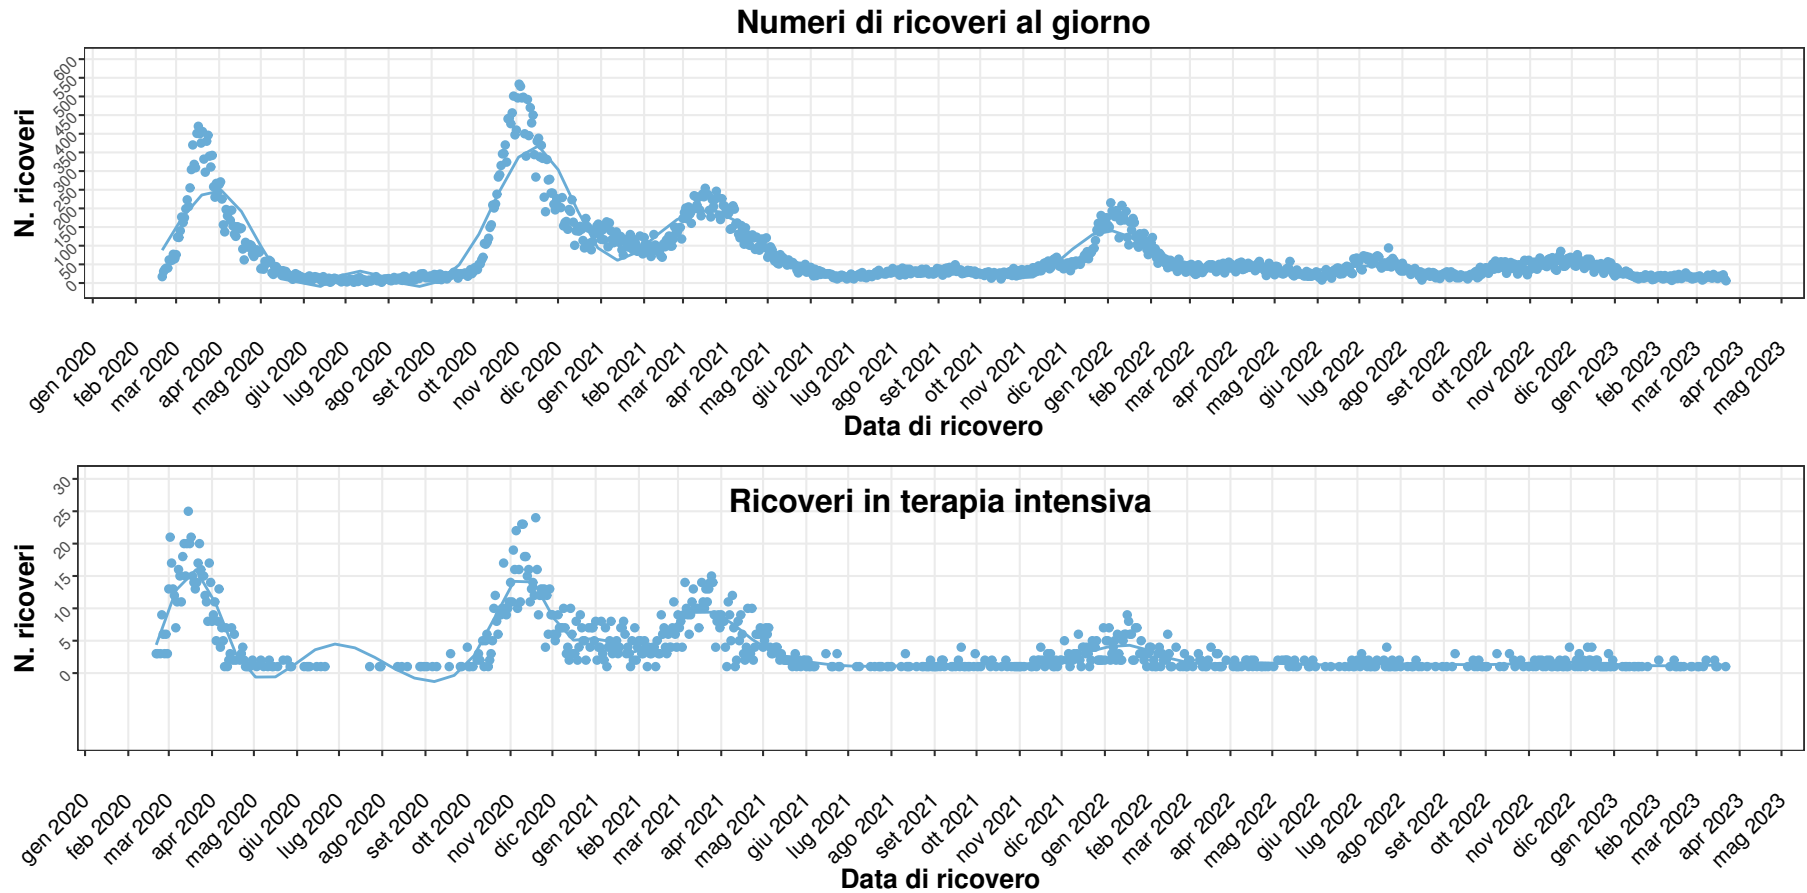 Numeri di ricoveri al giorno
N. ricoveri
600
550
500
450
400
350
300
250
200
150
100
50
0
gen 2020
feb 2020
mar 2020
apr 2020
mag 2020
giu 2020
lug 2020
ago 2020
set 2020
ott 2020
nov 2020
dic 2020
gen 2021
feb 2021
mar 2021
apr 2021
mag 2021
giu 2021
lug 2021
ago 2021
set 2021
ott 2021
nov 2021
dic 2021
gen 2022
feb 2022
mar 2022
apr 2022
mag 2022
giu 2022
lug 2022
ago 2022
set 2022
ott 2022
nov 2022
dic 2022
gen 2023
feb 2023
mar 2023
apr 2023
mag 2023
Data di ricovero
Ricoveri in terapia intensiva
N. ricoveri
30
25
20
15
10
5
0
gen 2020
feb 2020
mar 2020
apr 2020
mag 2020
giu 2020
lug 2020
ago 2020
set 2020
ott 2020
nov 2020
dic 2020
gen 2021
feb 2021
mar 2021
apr 2021
mag 2021
giu 2021
lug 2021
ago 2021
set 2021
ott 2021
nov 2021
dic 2021
gen 2022
feb 2022
mar 2022
apr 2022
mag 2022
giu 2022
lug 2022
ago 2022
set 2022
ott 2022
nov 2022
dic 2022
gen 2023
feb 2023
mar 2023
apr 2023
mag 2023
Data di ricovero